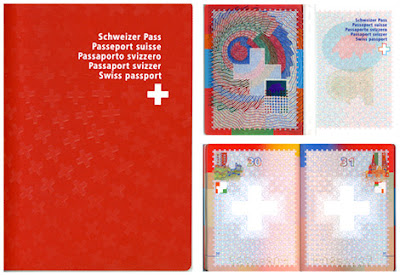 Schweizer Pass
Passeport suisse
Passaporto svizzero
Passaport svizzer
Swiss passport
Schweizer Pass
Passeport suisse
Passaporto svizzero
Passaport svizzer
Swiss passport
30
31